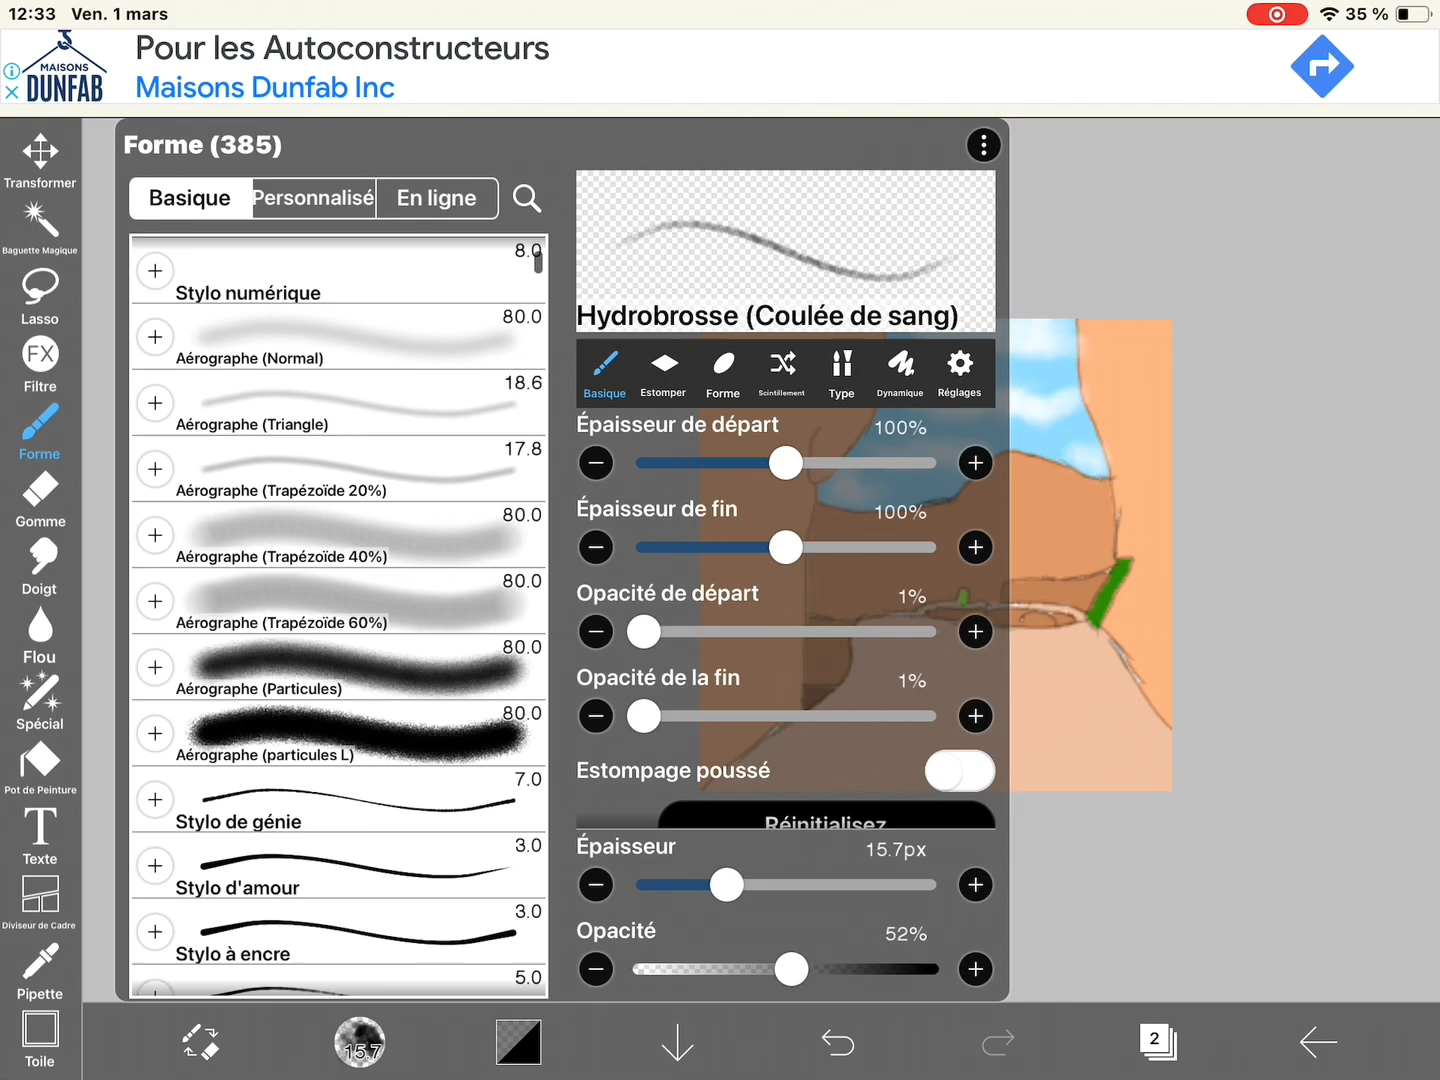 12:33 Ven. 1 mars
35 %
MAISONS
DUNFAB
Pour les Autoconstructeurs
Maisons Dunfab Inc
Transformer
Baguette Magique
Lasso
FX
Filtre
Forme
Gomme
Doigt
Flou
Spécial
Pot de Peinture
T
Texte
Diviseur de Cadre
Pipette
Toile
Forme (385)
Basique
Personnalisé
En ligne
8.0
Stylo numérique
80.0
Aérographe (Normal)
18.6
Aérographe (Triangle)
17.8
Aérographe (Trapézoïde 20%)
80.0
Aérographe (Trapézoïde 40%)
80.0
Aérographe (Trapézoïde 60%)
80.0
Aérographe (Particules)
80.0
Aérographe (particules L)
7.0
Stylo de génie
3.0
Stylo d'amour
3.0
Stylo à encre
5.0
Hydrobrosse (Coulée de sang)
Basique
Estomper
Forme
Scintillement
Type
Dynamique
Réglages
Épaisseur de départ 100%
Épaisseur de fin 100%
Opacité de départ 1%
Opacité de la fin 1%
Estompage poussé
Réinitialisez
Épaisseur 15.7px
Opacité 52%
15.7
2